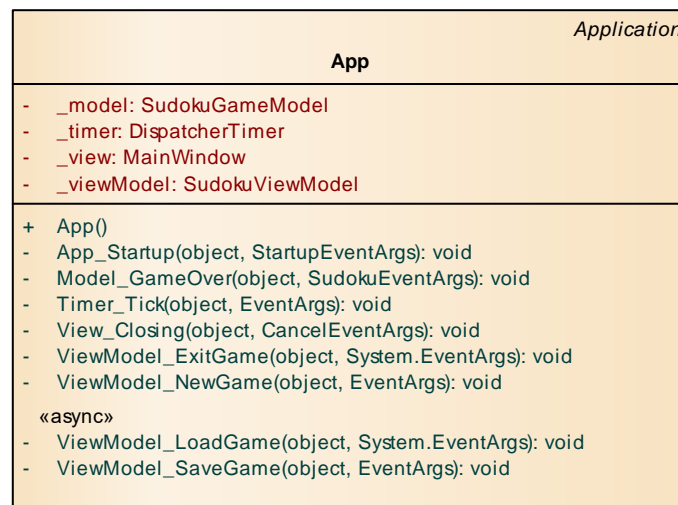 Application
App
- _model: SudokuGameModel
- _timer: DispatcherTimer
- _view: MainWindow
- _viewModel: SudokuViewModel
+ App()
- App_Startup(object, StartupEventArgs): void
- Model_GameOver(object, SudokuEventArgs): void
- Timer_Tick(object, EventArgs): void
- View_Closing(object, CancelEventArgs): void
- ViewModel_ExitGame(object, System.EventArgs): void
- ViewModel_NewGame(object, EventArgs): void
«async»
- ViewModel_LoadGame(object, System.EventArgs): void
- ViewModel_SaveGame(object, EventArgs): void